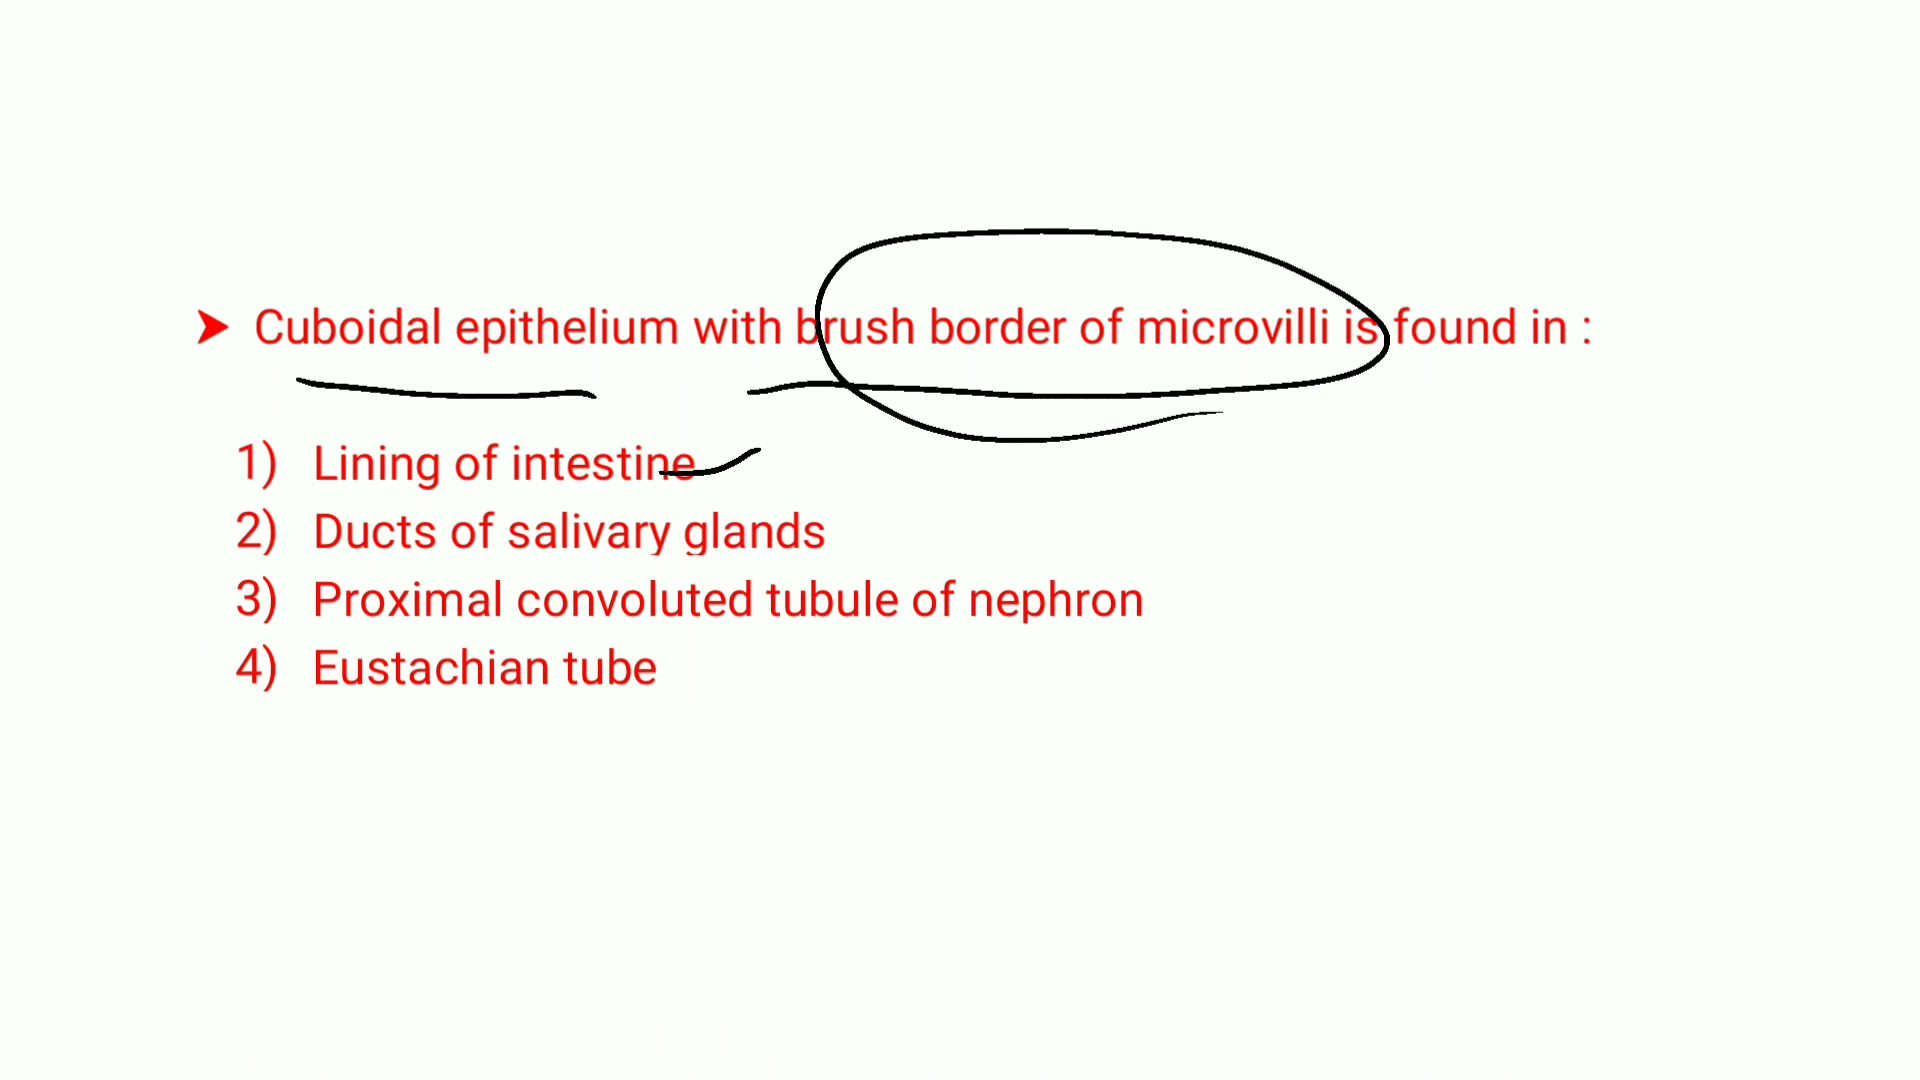 ➤ Cuboidal epithelium with brush border of microvilli is found in :
1) Lining of intestine
2) Ducts of salivary glands
3) Proximal convoluted tubule of nephron
4) Eustachian tube